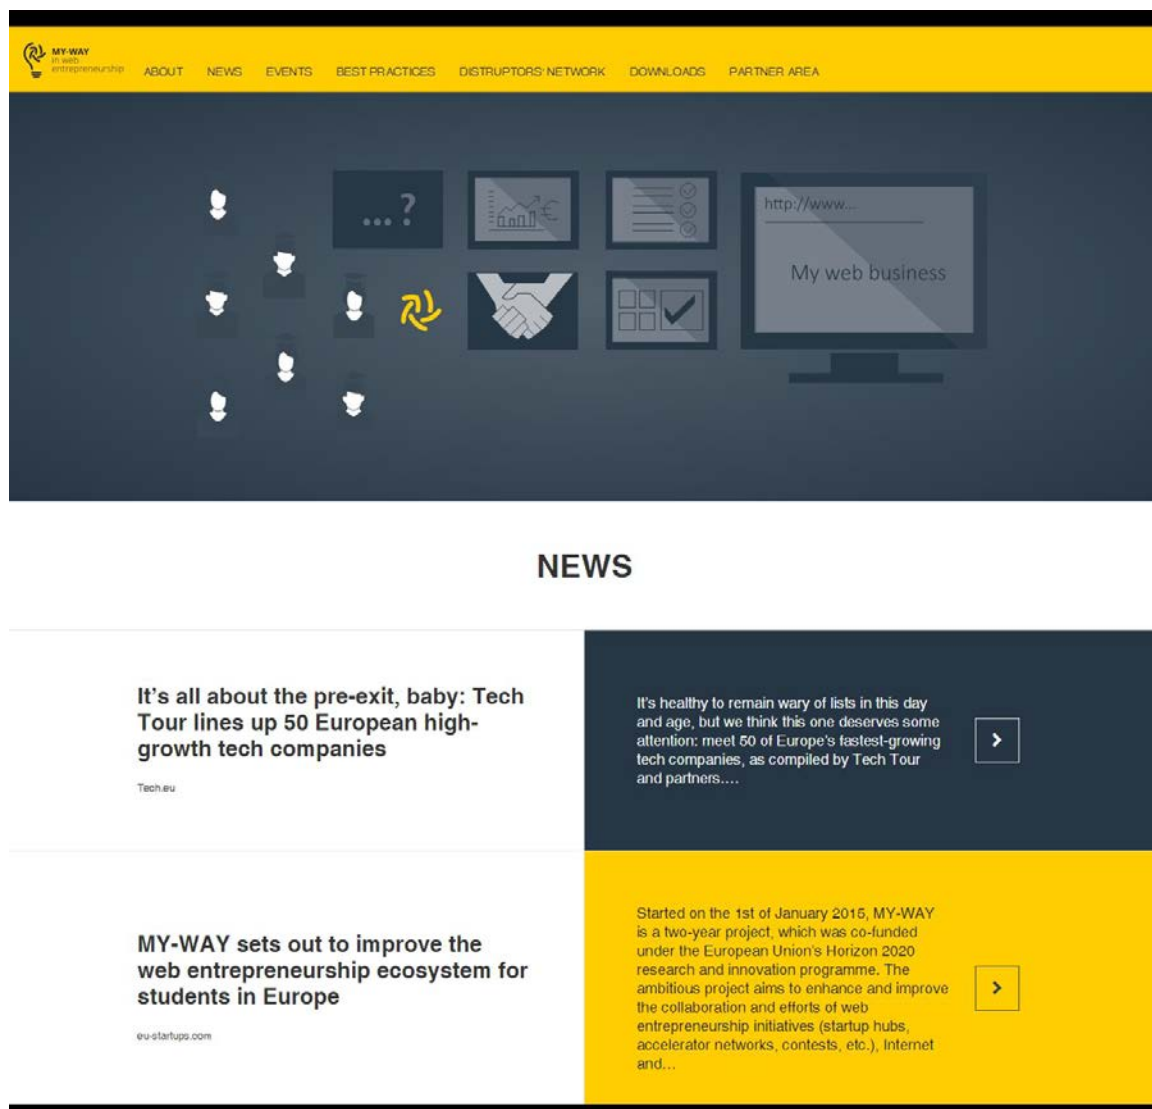 MY-WAY
in web
entrepreneurship
ABOUT NEWS EVENTS BEST PRACTICES DISTRUPTORS' NETWORK DOWNLOADS PARTNER AREA
...?
€
http://www...
My web business
NEWS
It's all about the pre-exit, baby: Tech
Tour lines up 50 European high-
growth tech companies
Tech.eu
It's healthy to remain wary of lists in this day
and age, but we think this one deserves some
attention: meet 50 of Europe's fastest-growing
tech companies, as compiled by Tech Tour
and partners....
MY-WAY sets out to improve the
web entrepreneurship ecosystem for
students in Europe
eu-startups.com
Started on the 1st of January 2015, MY-WAY
is a two-year project, which was co-funded
under the European Union's Horizon 2020
research and innovation programme. The
ambitious project aims to enhance and improve
the collaboration and efforts of web
entrepreneurship initiatives (startup hubs,
accelerator networks, contests, etc.), Internet
and...